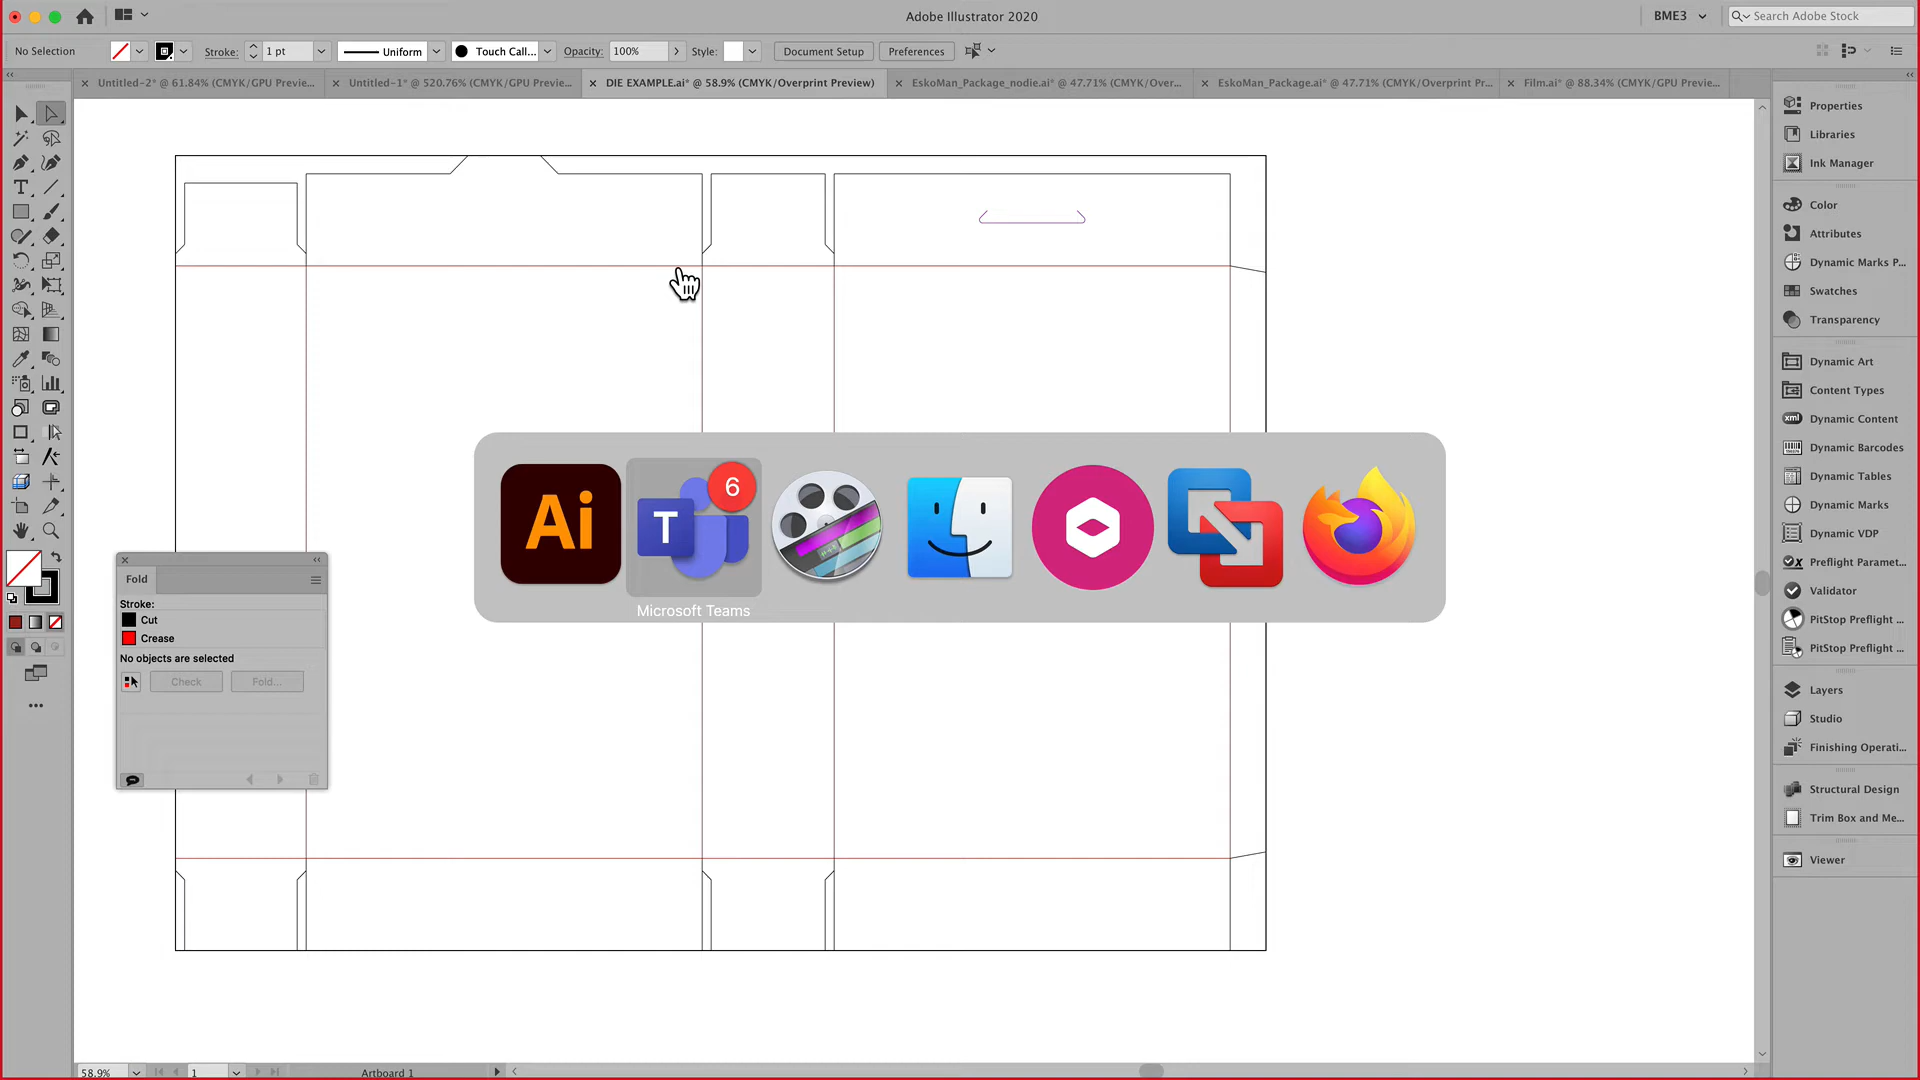 Adobe Illustrator 2020
BME3
Search Adobe Stock
No Selection
Stroke:
1 pt
Uniform
Touch Call...
Opacity:
100%
Style:
Document Setup
Preferences
Untitled-2* @ 61.84% (CMYK/GPU Previe...
Untitled-1* @ 520.76% (CMYK/GPU Previe...
DIE EXAMPLE.ai* @ 58.9% (CMYK/Overprint Preview)
EskoMan_Package_nodie.ai* @ 47.71% (CMYK/Over...
EskoMan_Package.ai* @ 47.71% (CMYK/Overprint Pr...
Film.ai* @ 88.34% (CMYK/GPU Previe...
Properties
Libraries
Ink Manager
Color
Attributes
Dynamic Marks P...
Swatches
Transparency
Dynamic Art
Content Types
xml
Dynamic Content
Dynamic Barcodes
Dynamic Tables
Dynamic Marks
Dynamic VDP
Preflight Paramet...
Validator
PitStop Preflight ...
PitStop Preflight ...
Layers
Studio
Finishing Operati...
Structural Design
Trim Box and Me...
Viewer
Ai
T
6
Microsoft Teams
Fold
Stroke:
Cut
Crease
No objects are selected
Check
Fold...
58.9%
1
Artboard 1